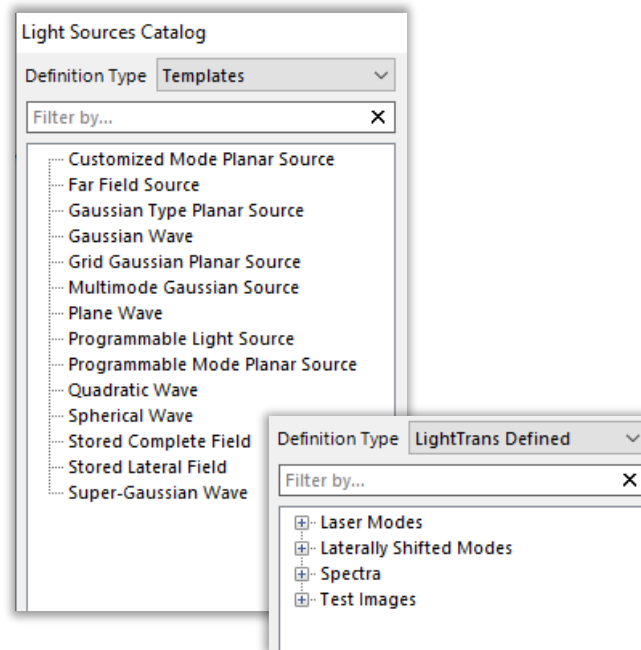 Light Sources Catalog
Definition Type Templates
Filter by...
Customized Mode Planar Source
Far Field Source
Gaussian Type Planar Source
Gaussian Wave
Grid Gaussian Planar Source
Multimode Gaussian Source
Plane Wave
Programmable Light Source
Programmable Mode Planar Source
Quadratic Wave
Spherical Wave
Stored Complete Field
Stored Lateral Field
Super-Gaussian Wave
Definition Type LightTrans Defined
Filter by...
Laser Modes
Laterally Shifted Modes
Spectra
Test Images